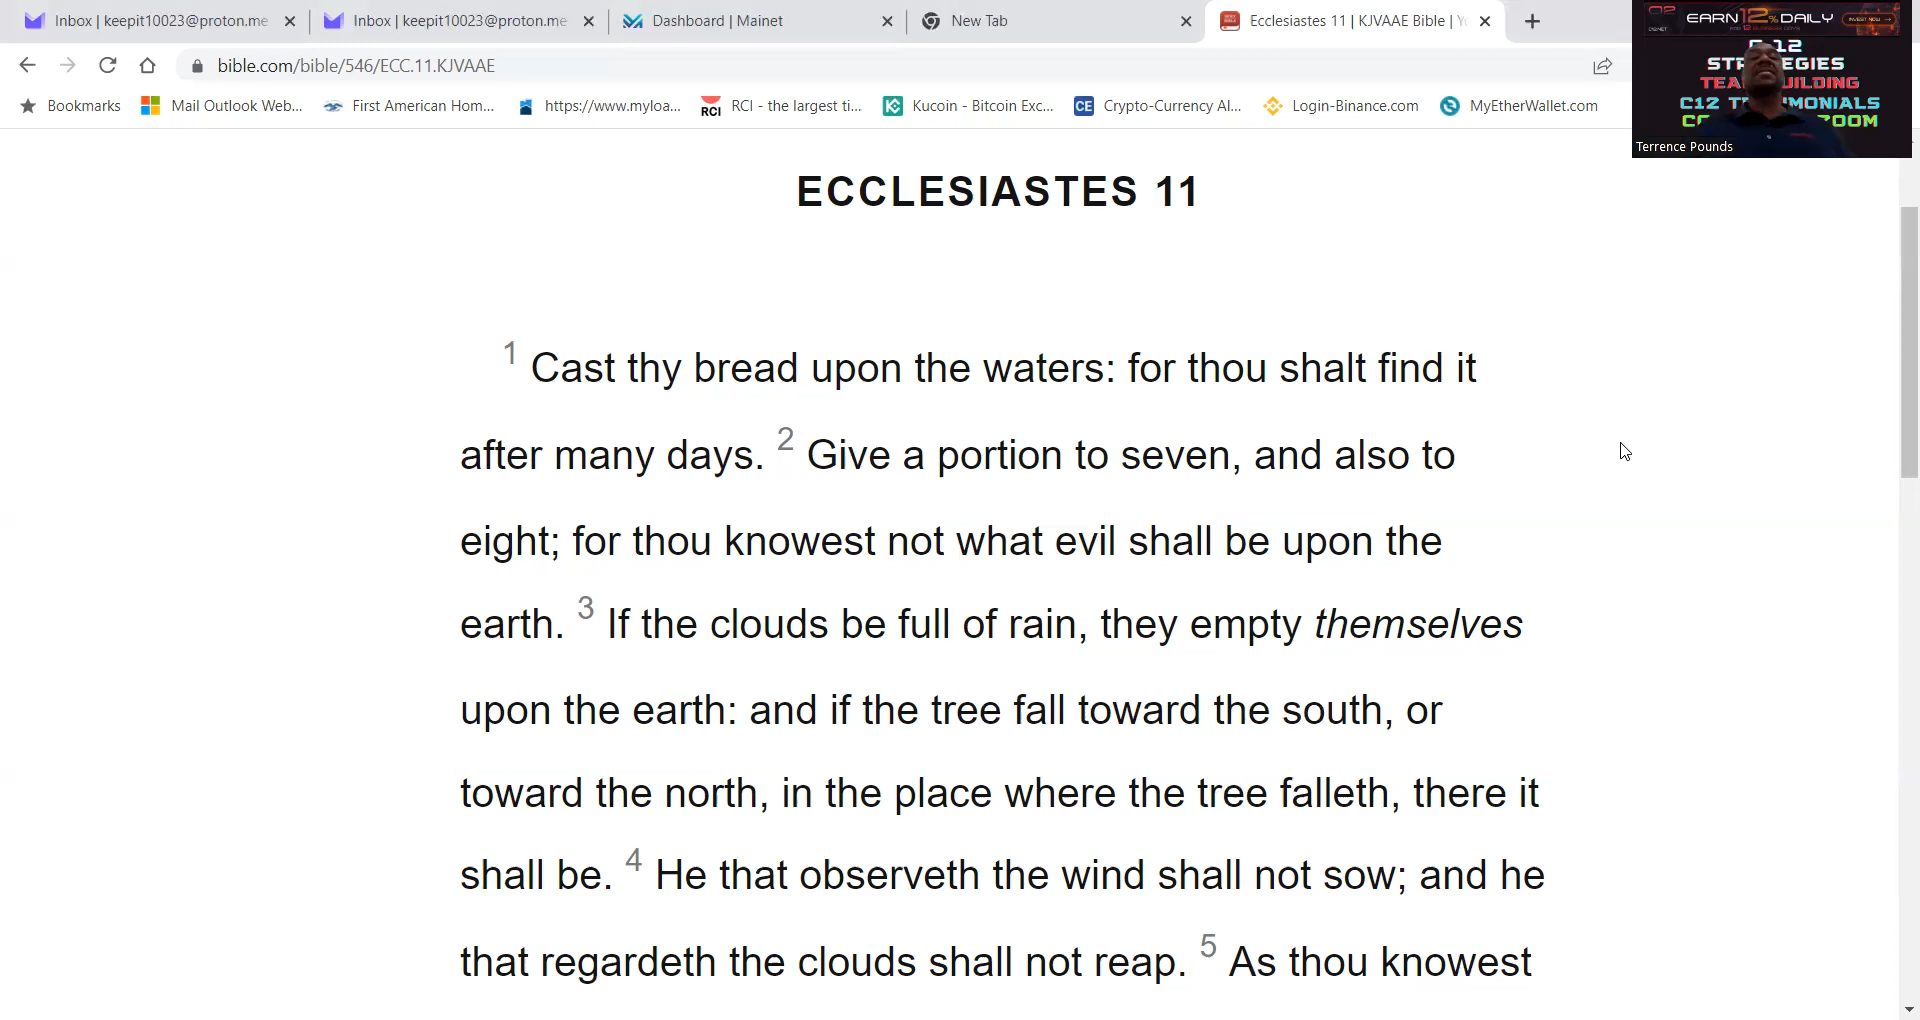 Inbox | keepit10023@proton.me
Inbox | keepit10023@proton.me
Dashboard | Mainet
New Tab
Ecclesiastes 11 | KJVAAE Bible | Y
bible.com/bible/546/ECC.11.KJVAAE
Bookmarks
Mail Outlook Web...
First American Hom...
https://www.myloa...
RCI
RCI - the largest ti...
Kucoin - Bitcoin Exc...
CE
Crypto-Currency Al...
Login-Binance.com
MyEtherWallet.com
EARN 12% DAILY
INVEST NOW
TESTIMONIALS
ZOOM
Terrence Pounds
ECCLESIASTES 11
1 Cast thy bread upon the waters: for thou shalt find it
after many days. 2 Give a portion to seven, and also to
eight; for thou knowest not what evil shall be upon the
earth. 3 If the clouds be full of rain, they empty themselves
upon the earth: and if the tree fall toward the south, or
toward the north, in the place where the tree falleth, there it
shall be. 4 He that observeth the wind shall not sow; and he
that regardeth the clouds shall not reap. 5 As thou knowest